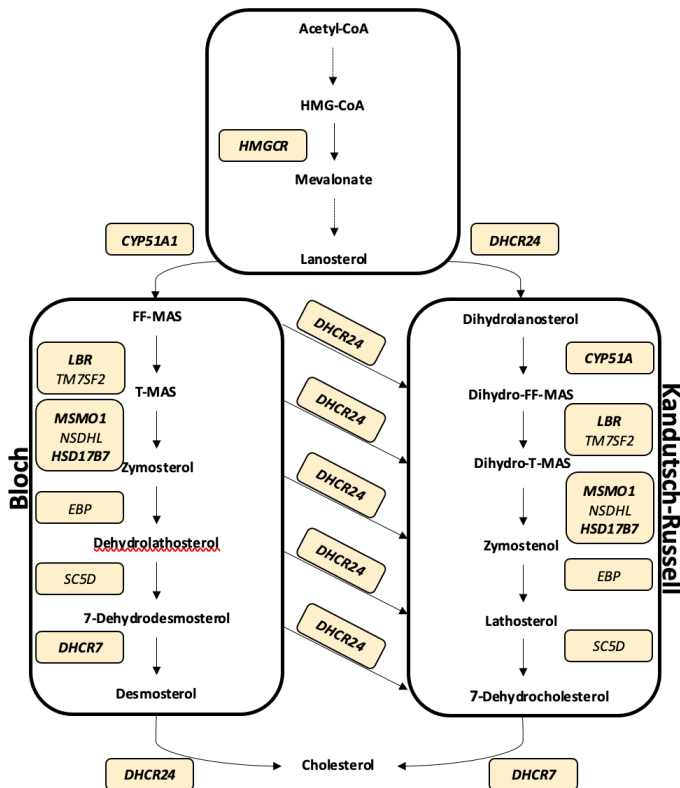 Acetyl-CoA
HMG-CoA
HMGCR
Mevalonate
CYP51A1
DHCR24
Lanosterol
Bloch
FF-MAS
LBR
TM7SF2
T-MAS
MSMO1
NSDHL
HSD17B7
Zymosterol
EBP
Dehydrolathosterol
SC5D
7-Dehydrodesmosterol
DHCR7
Desmosterol
DHCR24
DHCR24
DHCR24
DHCR24
DHCR24
Kandutsch-Russell
Dihydrolanosterol
CYP51A
Dihydro-FF-MAS
LBR
TM7SF2
Dihydro-T-MAS
MSMO1
NSDHL
HSD17B7
Zymostenol
EBP
Lathosterol
SC5D
7-Dehydrocholesterol
DHCR24
Cholesterol
DHCR7